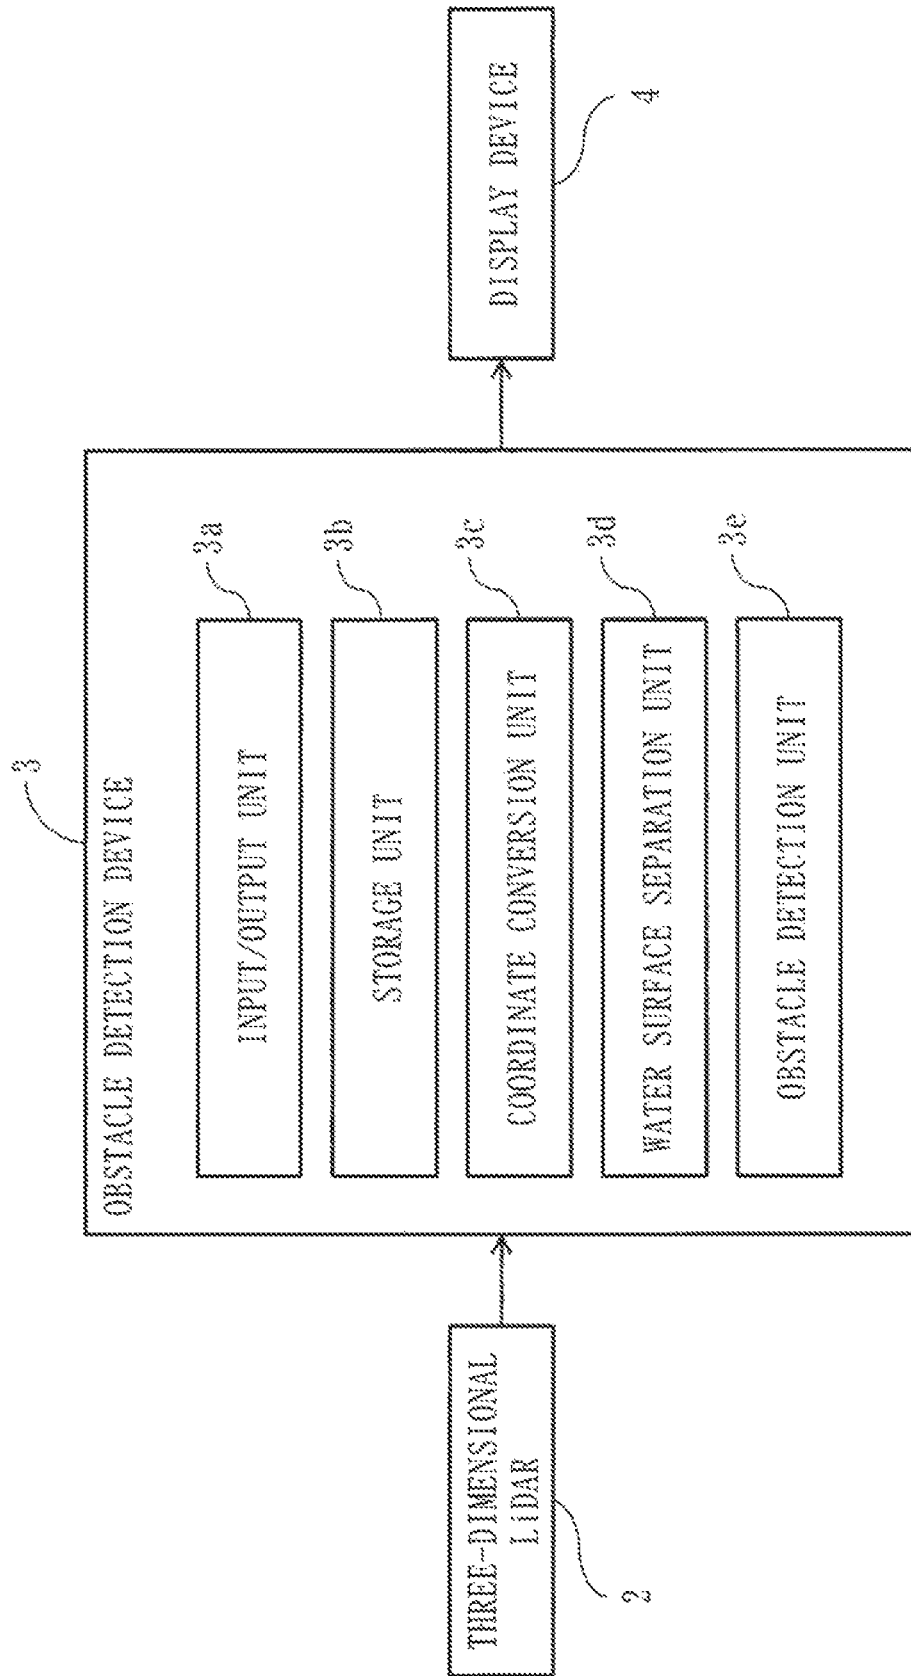 3
OBSTACLE DETECTION DEVICE
INPUT/OUTPUT UNIT
3a
STORAGE UNIT
3b
THREE-DIMENSIONAL
LiDAR
2
COORDINATE CONVERSION UNIT
3c
DISPLAY DEVICE
4
WATER SURFACE SEPARATION UNIT
3d
OBSTACLE DETECTION UNIT
3e